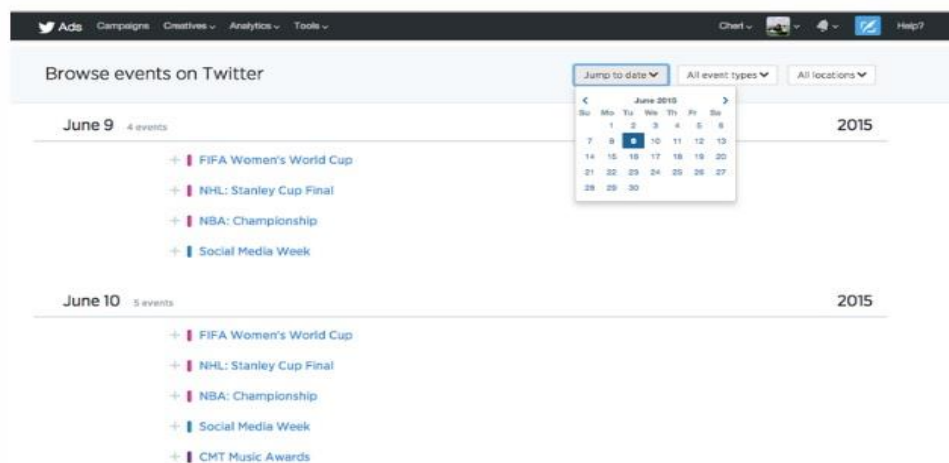 Ads Campaigns Creatives Analytics Tools Cheri Help?
Browse events on Twitter
Jump to date All event types All locations
June 2015
Su Mo Tu We Th Fr Sa
1 2 3 4 5 6
7 8 9 10 11 12 13
14 15 16 17 18 19 20
21 22 23 24 25 26 27
28 29 30
June 9 4 events 2015
FIFA Women's World Cup
NHL: Stanley Cup Final
NBA: Championship
Social Media Week
June 10 5 events 2015
FIFA Women's World Cup
NHL: Stanley Cup Final
NBA: Championship
Social Media Week
CMT Music Awards